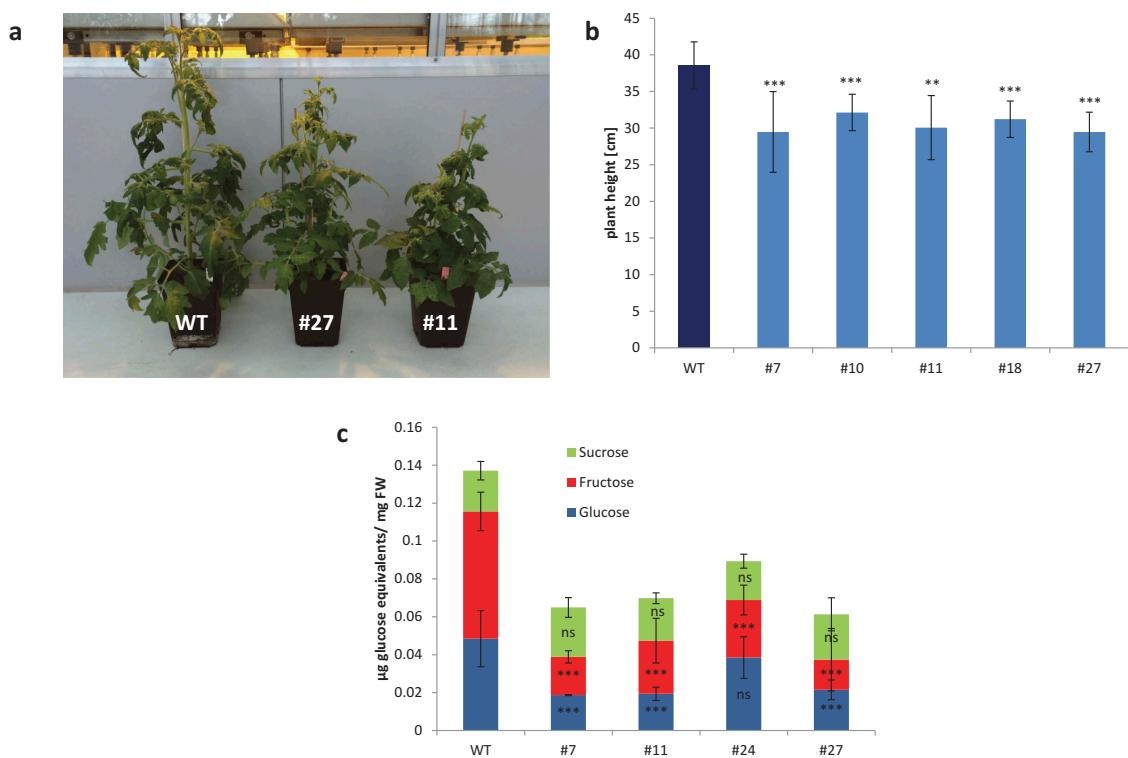 a
WT
#27
#11
b
plant height [cm]
45
40
35
30
25
20
15
10
5
0
***
***
**
***
***
WT #7 #10 #11 #18 #27
c
µg glucose equivalents/ mg FW
0.16
0.14
0.12
0.1
0.08
0.06
0.04
0.02
0
Sucrose
Fructose
Glucose
ns
***
***
ns
***
***
ns
***
ns
ns
***
***
WT #7 #11 #24 #27